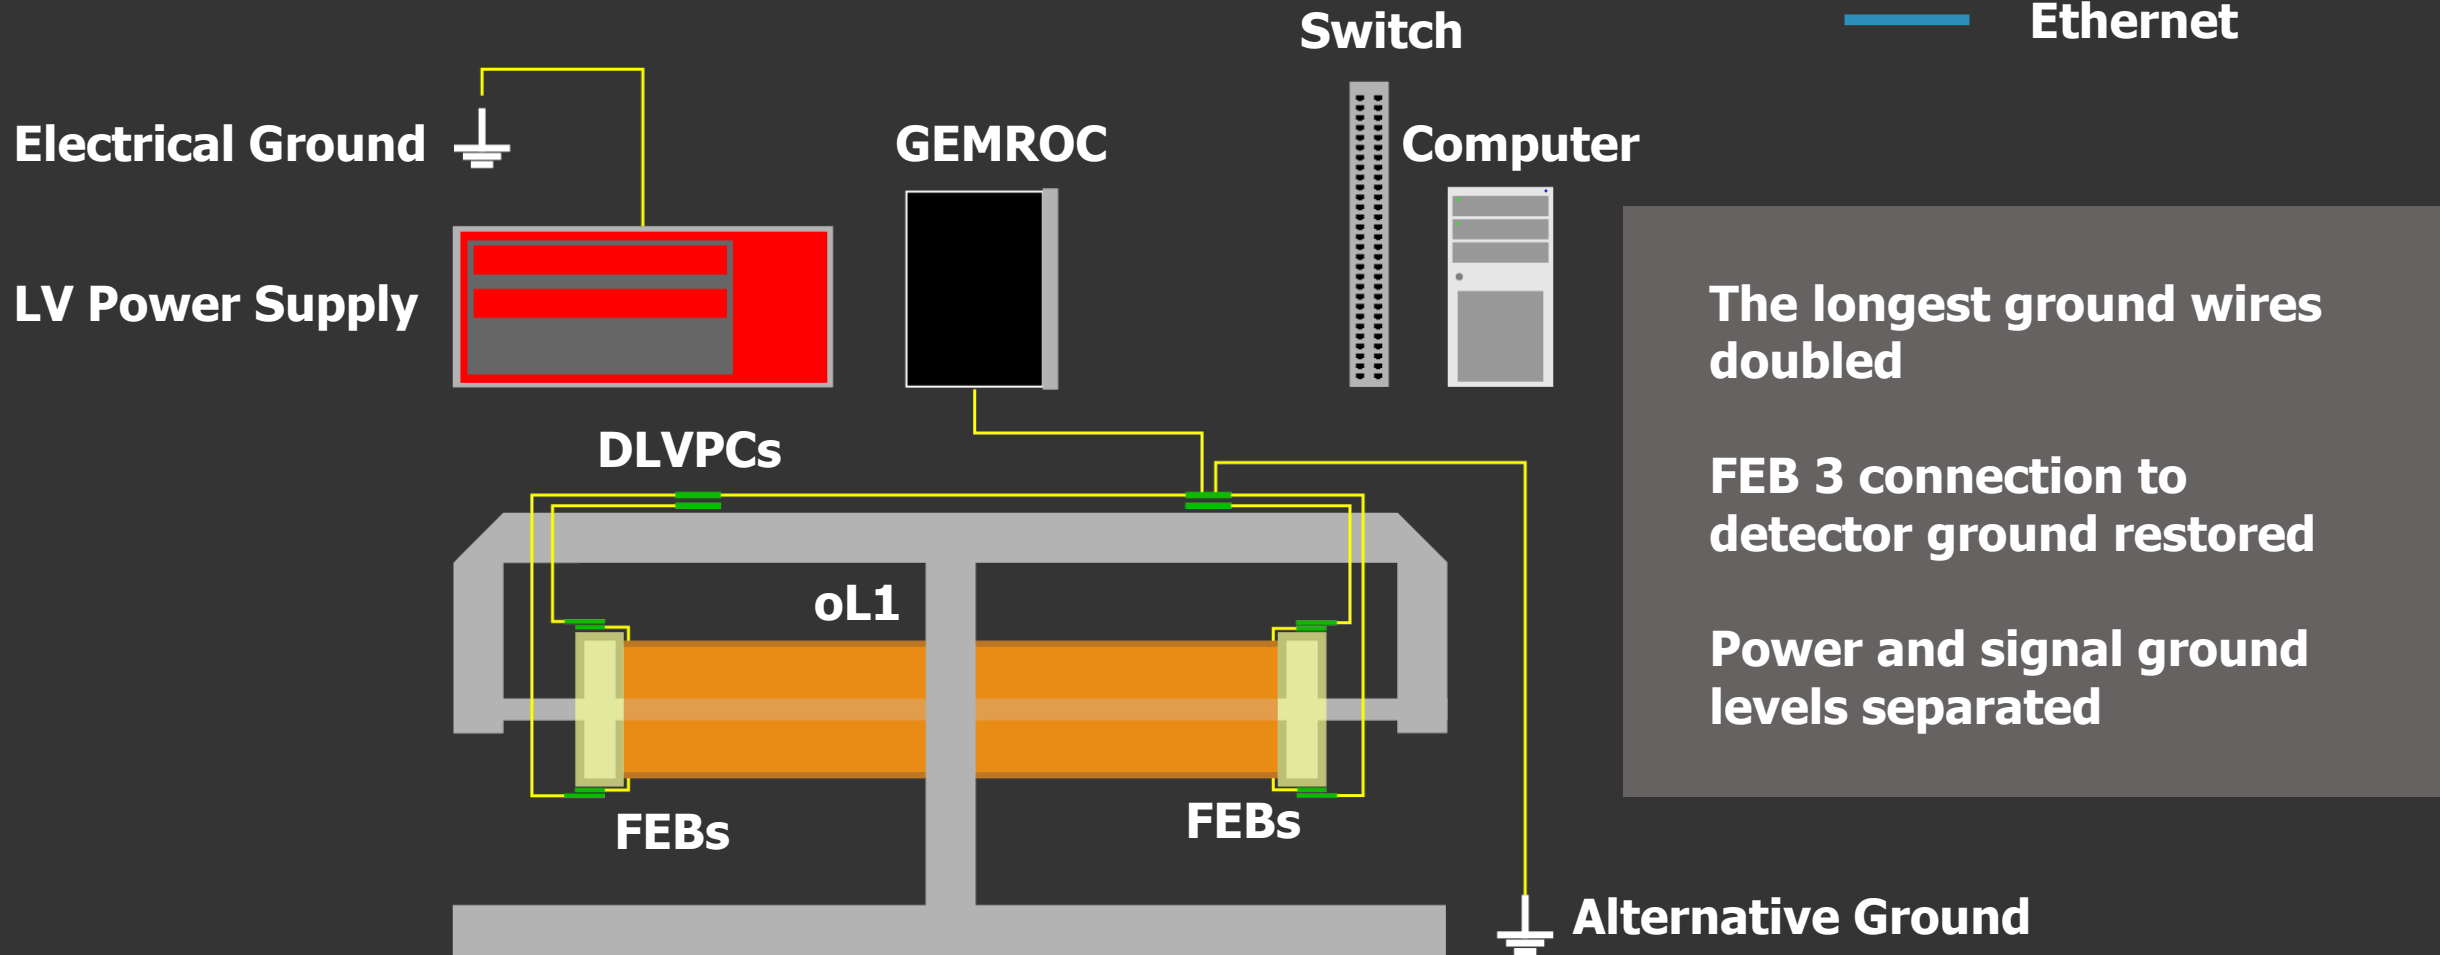 Switch
Ethernet
Electrical Ground
GEMROC
Computer
LV Power Supply
The longest ground wires
doubled
DLVPCs
FEB 3 connection to
detector ground restored
oL1
Power and signal ground
levels separated
FEBs
FEBs
Alternative Ground